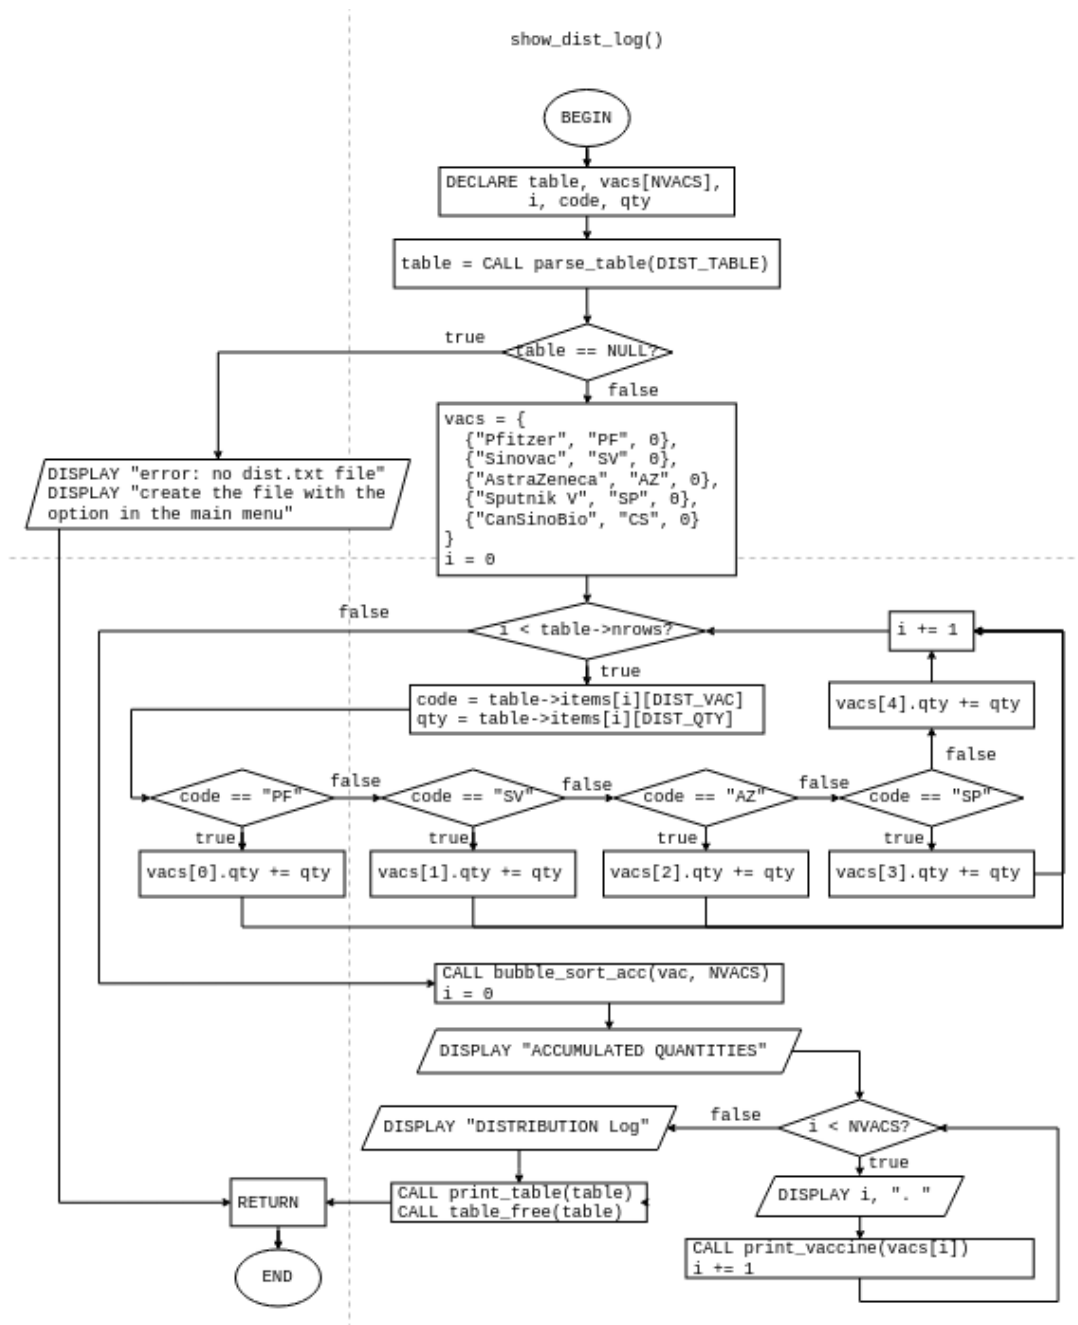 show_dist_log()
BEGIN
DECLARE table, vacs[NVACS],
i, code, qty
table = CALL parse_table(DIST_TABLE)
true
table == NULL?
false
vacs = {
{"Pfitzer", "PF", 0},
{"Sinovac", "SV", 0},
{"AstraZeneca", "AZ", 0},
{"Sputnik V", "SP", 0},
{"CanSinoBio", "CS", 0}
}
i = 0
DISPLAY "error: no dist.txt file"
DISPLAY "create the file with the
option in the main menu"
false
i < table->nrows?
i += 1
true
code = table->items[i][DIST_VAC]
qty = table->items[i][DIST_QTY]
vacs[4].qty += qty
false
code == "PF"
false
code == "SV"
false
code == "AZ"
false
code == "SP"
true
true
true
true
vacs[0].qty += qty
vacs[1].qty += qty
vacs[2].qty += qty
vacs[3].qty += qty
CALL bubble_sort_acc(vac, NVACS)
i = 0
DISPLAY "ACCUMULATED QUANTITIES"
DISPLAY "DISTRIBUTION Log"
false
i < NVACS?
true
DISPLAY i, ". "
CALL print_table(table)
CALL table_free(table)
RETURN
CALL print_vaccine(vacs[i])
i += 1
END